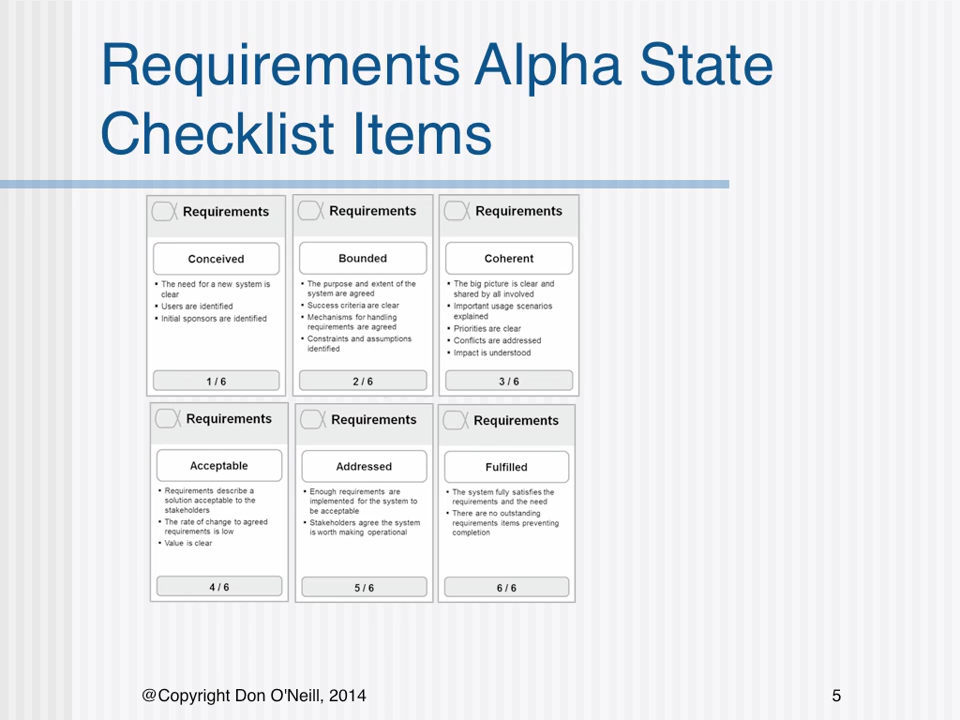 Requirements Alpha State
Checklist Items
Requirements
Conceived
▪ The need for a new system is
clear
▪ Users are identified
▪ Initial sponsors are identified
1 / 6
Requirements
Bounded
▪ The purpose and extent of the
system are agreed
▪ Success criteria are clear
▪ Mechanisms for handling
requirements are agreed
▪ Constraints and assumptions
identified
2 / 6
Requirements
Coherent
▪ The big picture is clear and
shared by all involved
▪ Important usage scenarios
explained
▪ Priorities are clear
▪ Conflicts are addressed
▪ Impact is understood
3 / 6
Requirements
Acceptable
▪ Requirements describe a
solution acceptable to the
stakeholders
▪ The rate of change to agreed
requirements is low
▪ Value is clear
4 / 6
Requirements
Addressed
▪ Enough requirements are
implemented for the system to
be acceptable
▪ Stakeholders agree the system
is worth making operational
5 / 6
Requirements
Fulfilled
▪ The system fully satisfies the
requirements and the need
▪ There are no outstanding
requirements items preventing
completion
6 / 6
@Copyright Don O'Neill, 2014
5